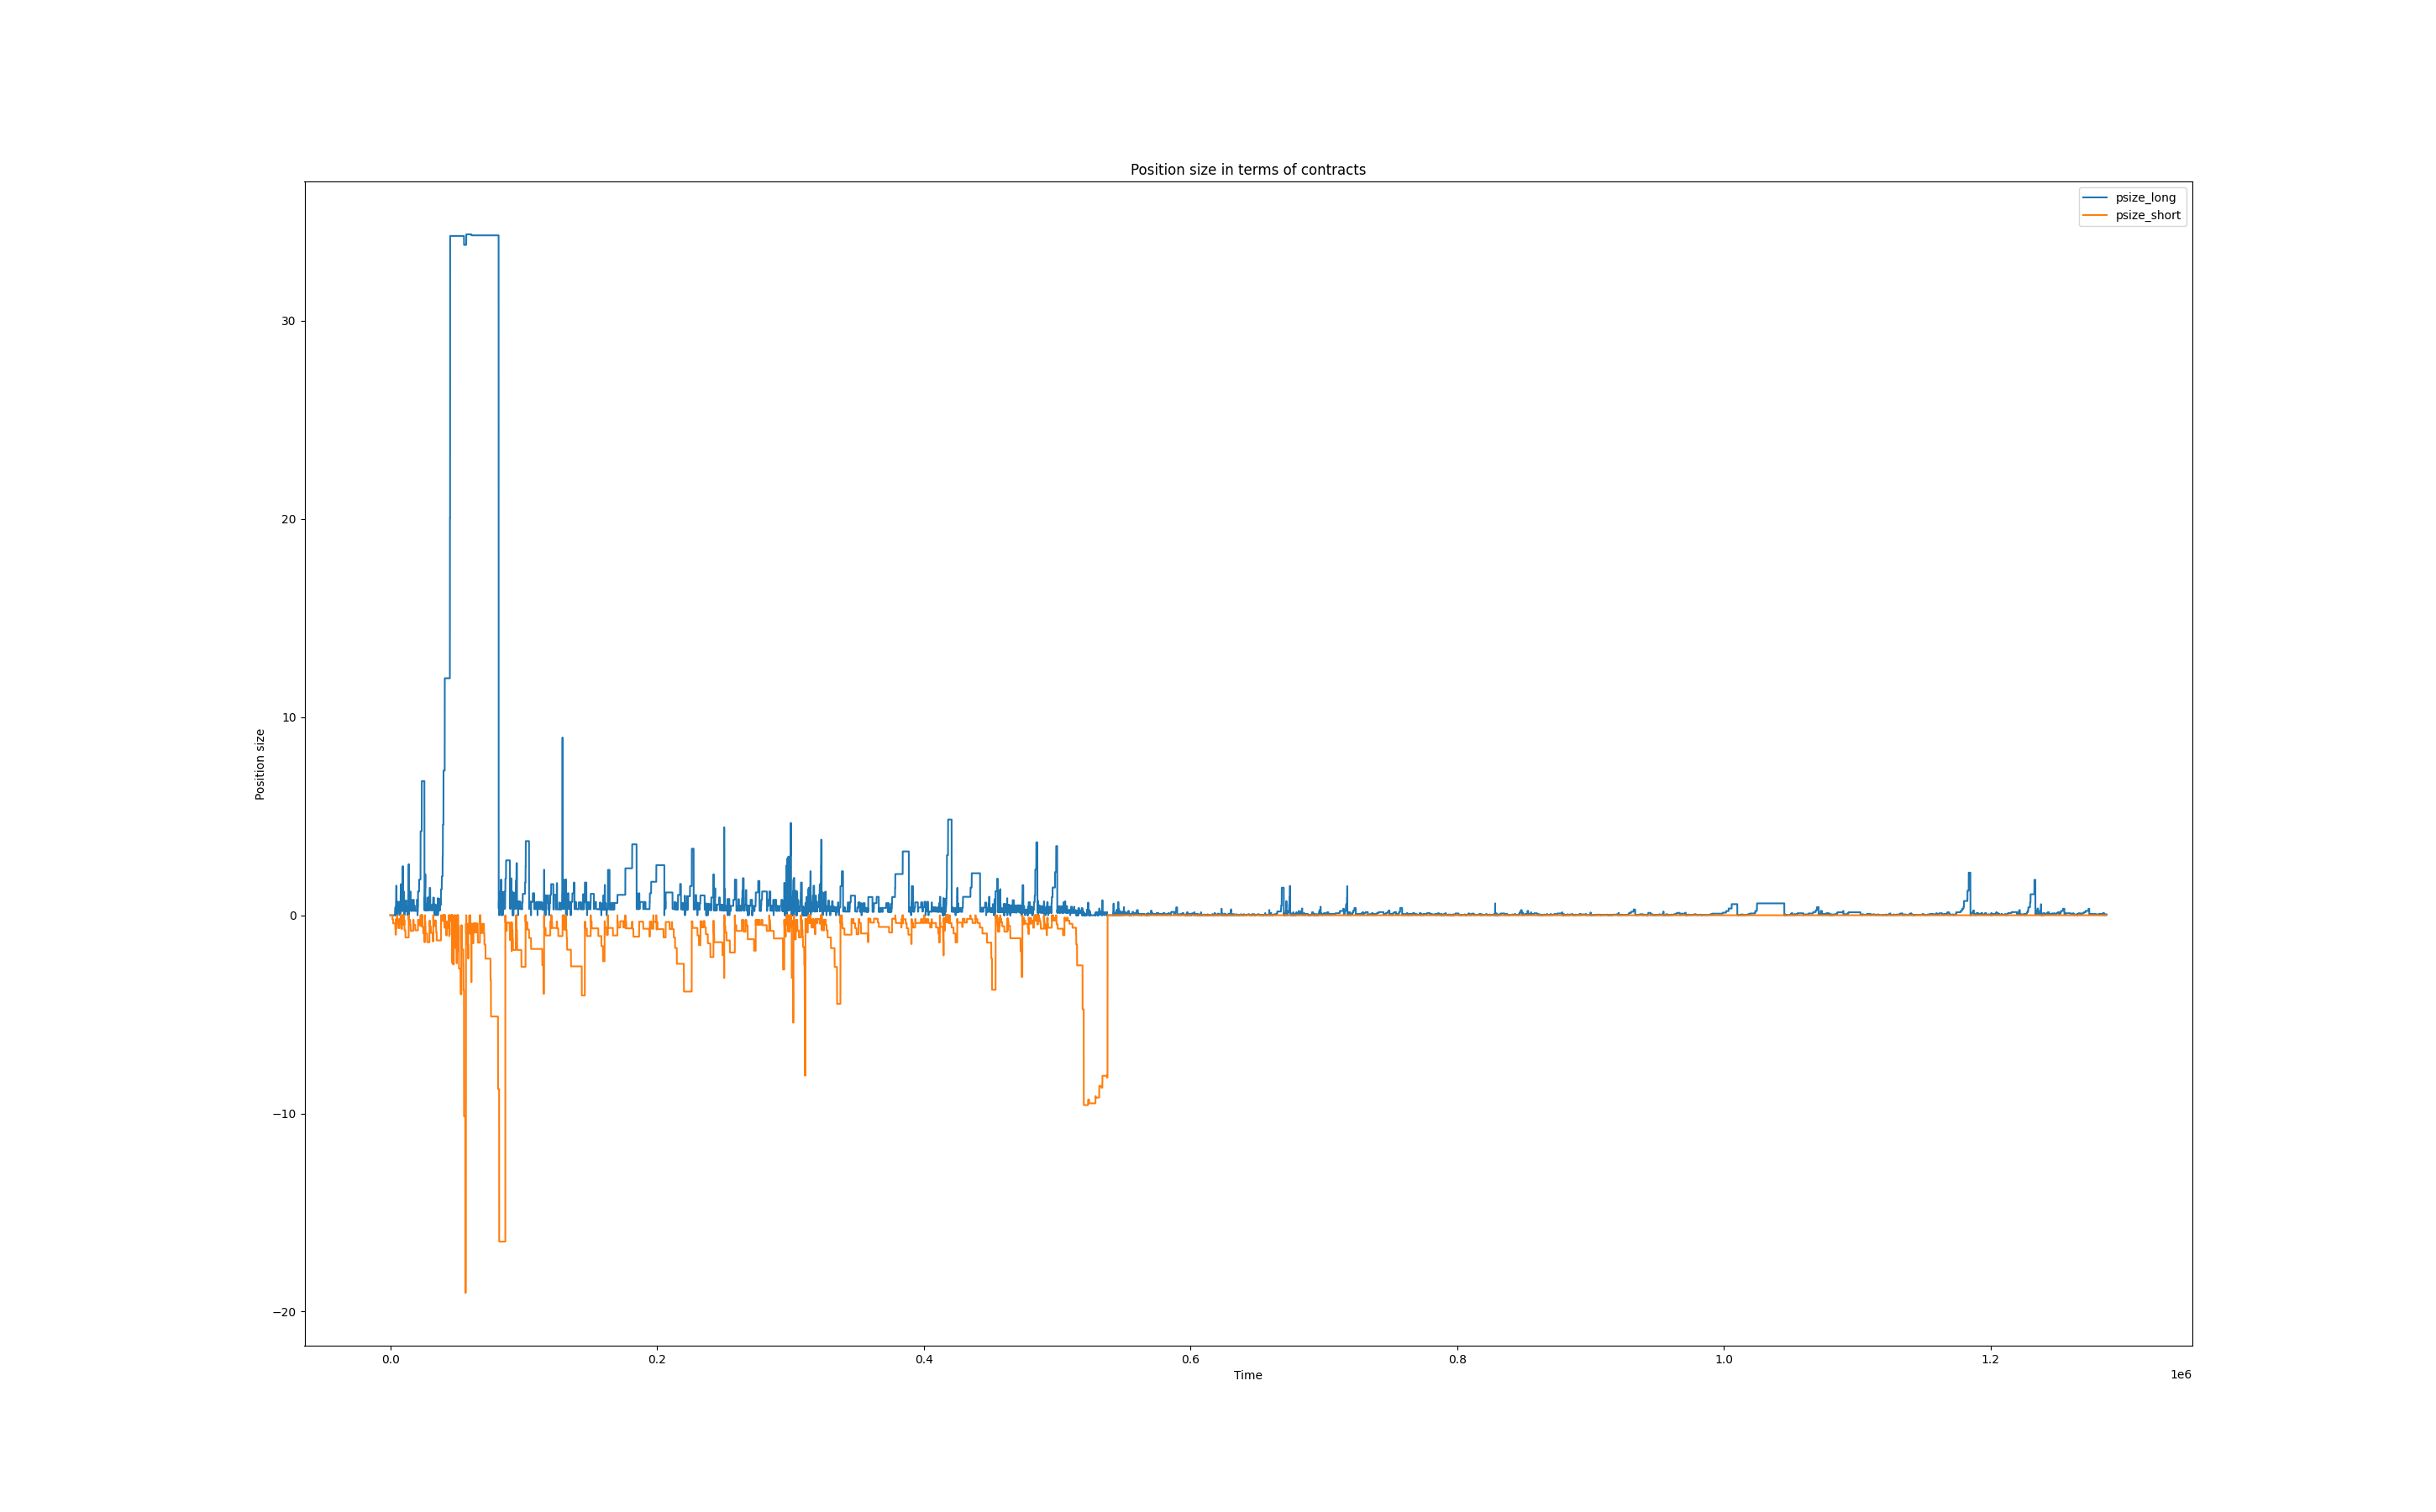 Position size in terms of contracts
psize_long
psize_short
Position size
30
20
10
0
−10
−20
0.0
0.2
0.4
0.6
0.8
1.0
1.2
1e6
Time